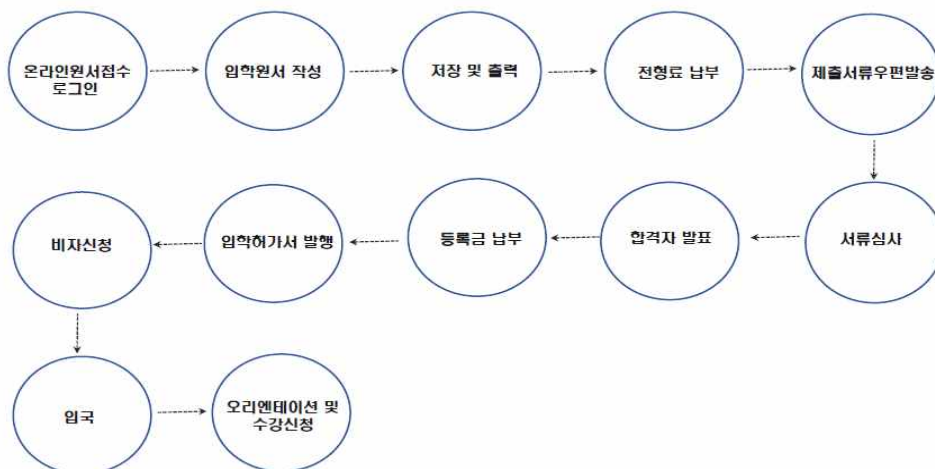 온라인원서접수
로그인
입학원서 작성
저장 및 출력
전형료 납부
제출서류우편발송
서류심사
합격자 발표
등록금 납부
입학허가서 발행
비자신청
입국
오리엔테이션 및
수강신청